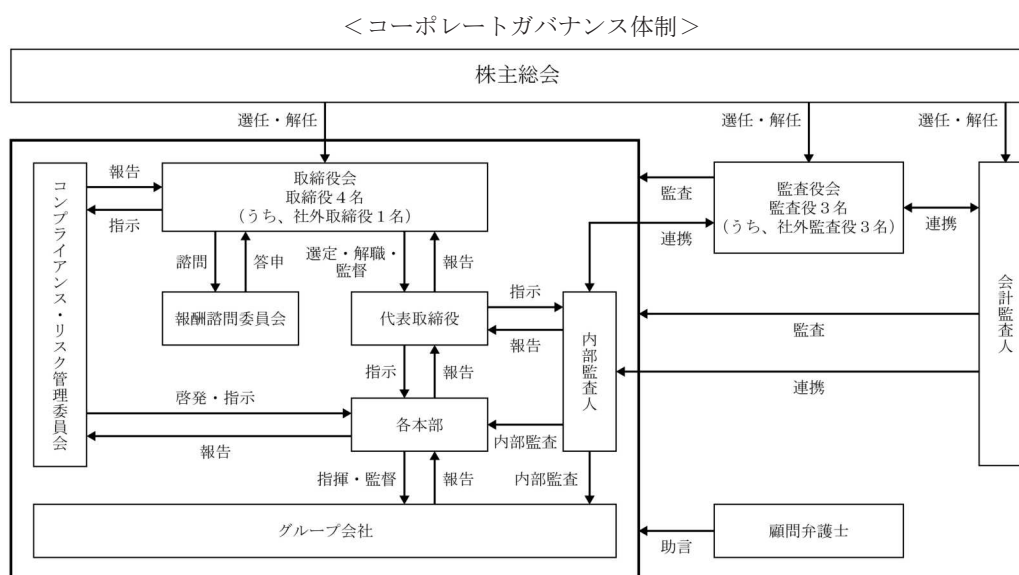 ＜コーポレートガバナンス体制＞
株主総会
選任・解任
選任・解任
選任・解任
コンプライアンス・リスク管理委員会
報告
指示
取締役会
取締役４名
（うち、社外取締役１名）
監査
監査役会
監査役３名
（うち、社外監査役３名）
連携
連携
会計監査人
諮問
答申
選定・解職・
監督
報告
報酬諮問委員会
代表取締役
指示
報告
内部監査人
監査
指示
報告
連携
啓発・指示
報告
各本部
内部監査
指揮・監督
報告
内部監査
グループ会社
助言
顧問弁護士